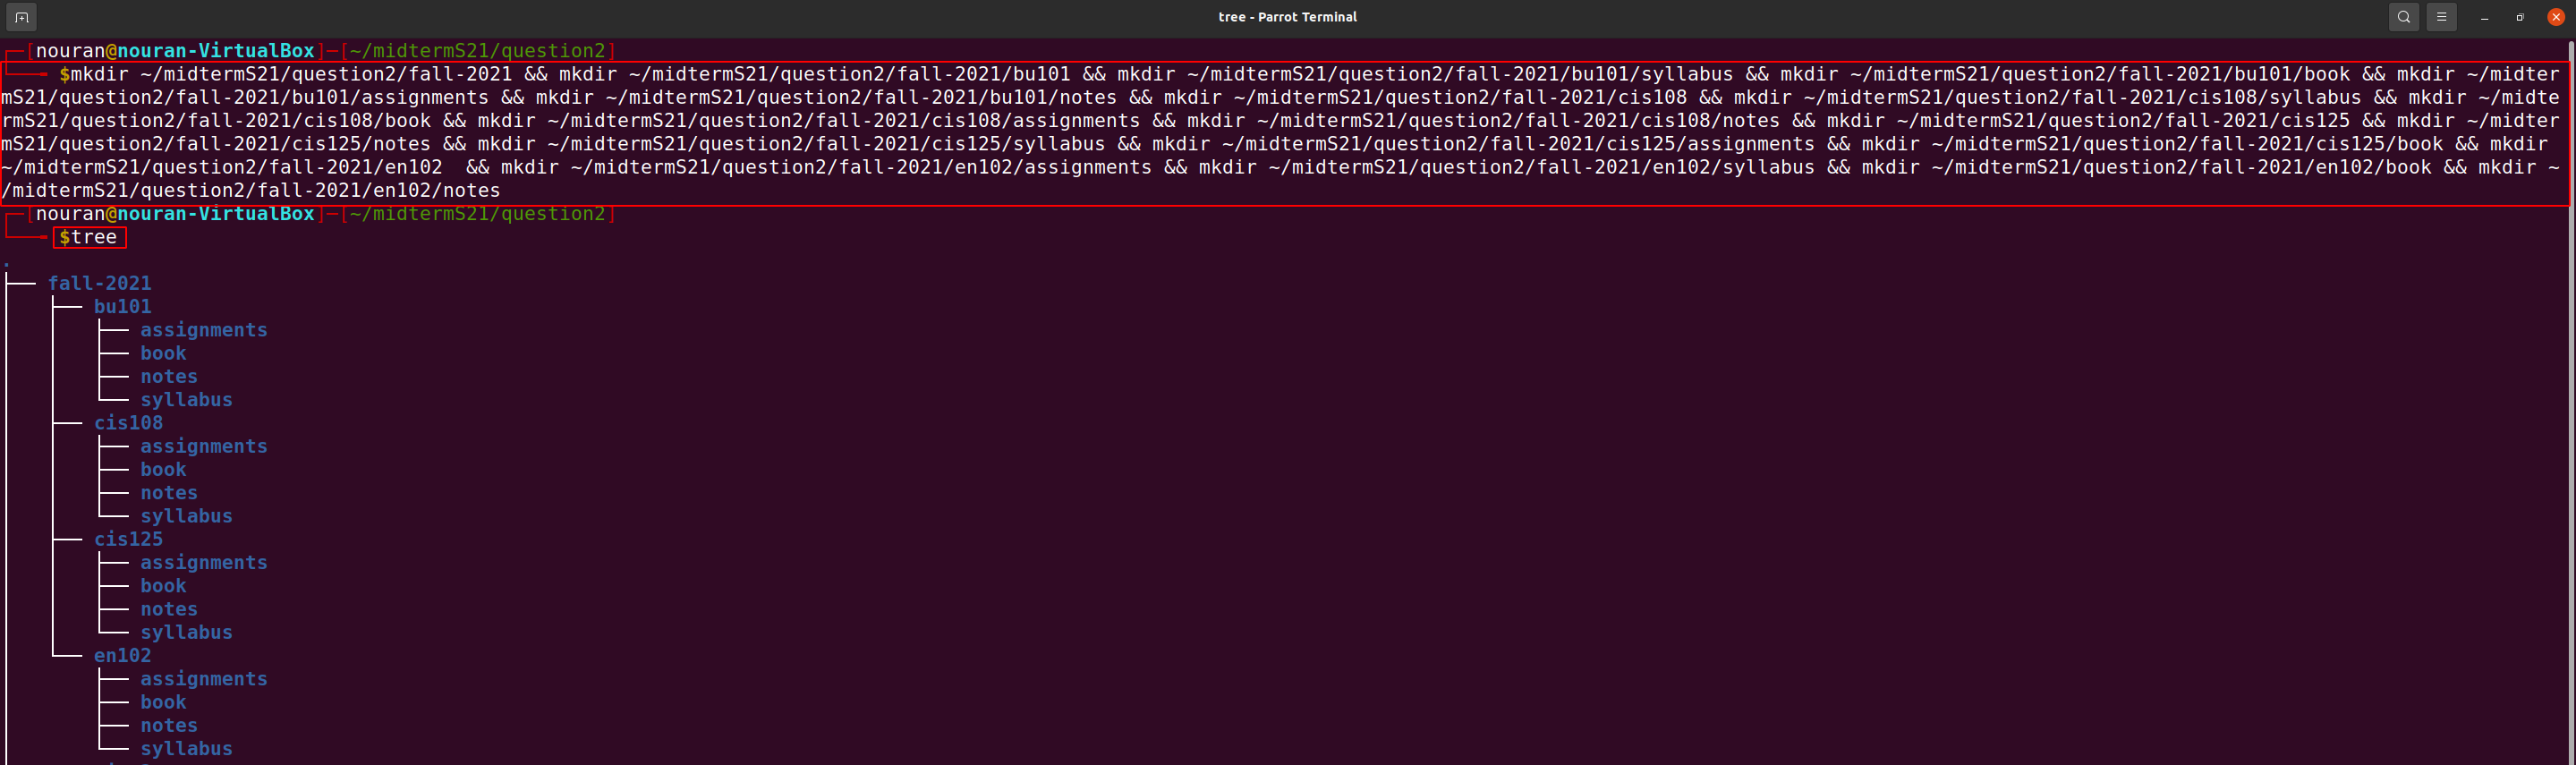 tree - Parrot Terminal
[nouran@nouran-VirtualBox]─[~/midtermS21/question2]
$mkdir ~/midtermS21/question2/fall-2021 && mkdir ~/midtermS21/question2/fall-2021/bu101 && mkdir ~/midtermS21/question2/fall-2021/bu101/syllabus && mkdir ~/midtermS21/question2/fall-2021/bu101/book && mkdir ~/midter
mS21/question2/fall-2021/bu101/assignments && mkdir ~/midtermS21/question2/fall-2021/bu101/notes && mkdir ~/midtermS21/question2/fall-2021/cis108 && mkdir ~/midtermS21/question2/fall-2021/cis108/syllabus && mkdir ~/midte
rmS21/question2/fall-2021/cis108/book && mkdir ~/midtermS21/question2/fall-2021/cis108/assignments && mkdir ~/midtermS21/question2/fall-2021/cis108/notes && mkdir ~/midtermS21/question2/fall-2021/cis125 && mkdir ~/midter
mS21/question2/fall-2021/cis125/notes && mkdir ~/midtermS21/question2/fall-2021/cis125/syllabus && mkdir ~/midtermS21/question2/fall-2021/cis125/assignments && mkdir ~/midtermS21/question2/fall-2021/cis125/book && mkdir
~/midtermS21/question2/fall-2021/en102  && mkdir ~/midtermS21/question2/fall-2021/en102/assignments && mkdir ~/midtermS21/question2/fall-2021/en102/syllabus && mkdir ~/midtermS21/question2/fall-2021/en102/book && mkdir ~
/midtermS21/question2/fall-2021/en102/notes
[nouran@nouran-VirtualBox]─[~/midtermS21/question2]
$tree
.
├── fall-2021
│   ├── bu101
│   │   ├── assignments
│   │   ├── book
│   │   ├── notes
│   │   └── syllabus
│   ├── cis108
│   │   ├── assignments
│   │   ├── book
│   │   ├── notes
│   │   └── syllabus
│   ├── cis125
│   │   ├── assignments
│   │   ├── book
│   │   ├── notes
│   │   └── syllabus
│   └── en102
│       ├── assignments
│       ├── book
│       ├── notes
│       └── syllabus